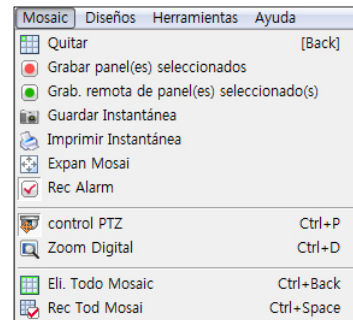 Mosaic Diseños Herramientas Ayuda
Quitar [Back]
Grabar panel(es) seleccionados
Grab. remota de panel(es) seleccionado(s)
Guardar Instantánea
Imprimir Instantánea
Expan Mosai
Rec Alarm
control PTZ Ctrl+P
Zoom Digital Ctrl+D
Eli. Todo Mosaic Ctrl+Back
Rec Tod Mosai Ctrl+Space